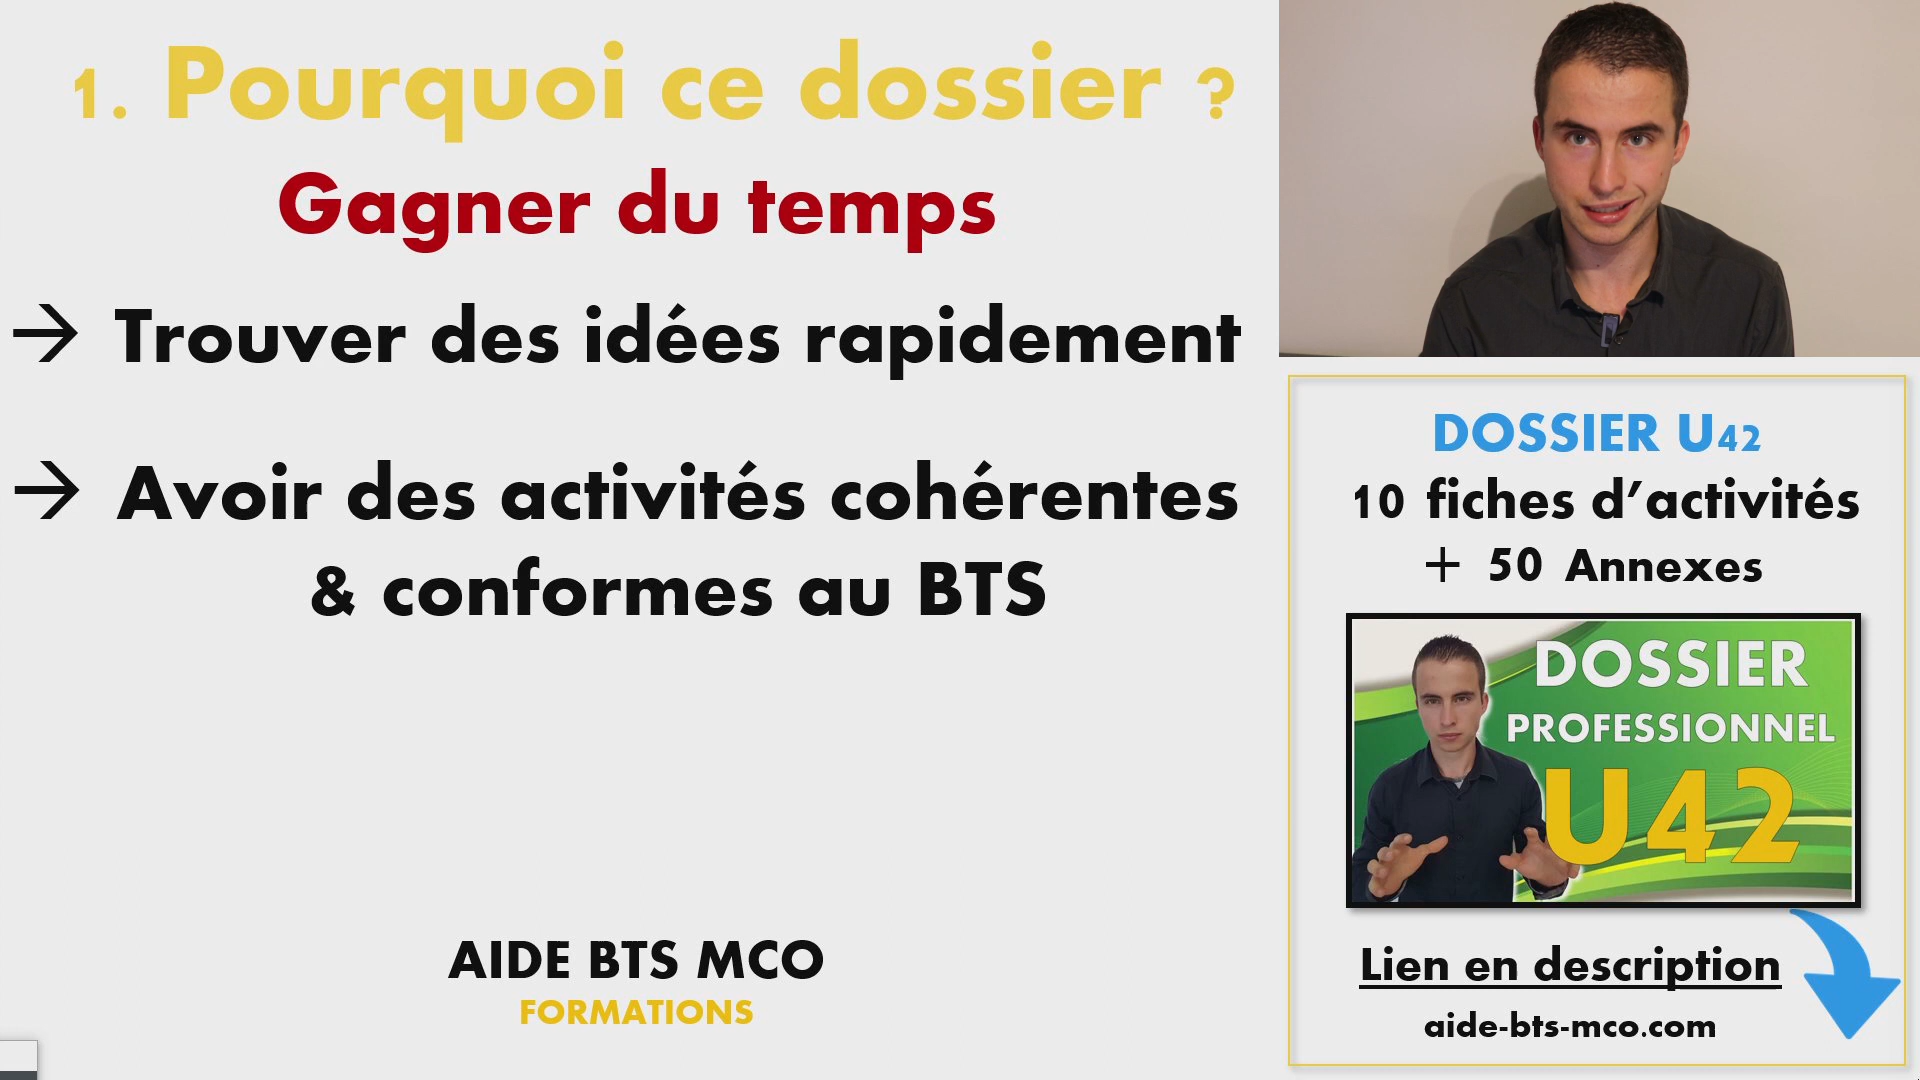 1. Pourquoi ce dossier ?
Gagner du temps
→ Trouver des idées rapidement
→ Avoir des activités cohérentes
& conformes au BTS
AIDE BTS MCO
FORMATIONS
DOSSIER U42
10 fiches d’activités
+ 50 Annexes
DOSSIER
PROFESSIONNEL
U42
Lien en description
aide-bts-mco.com